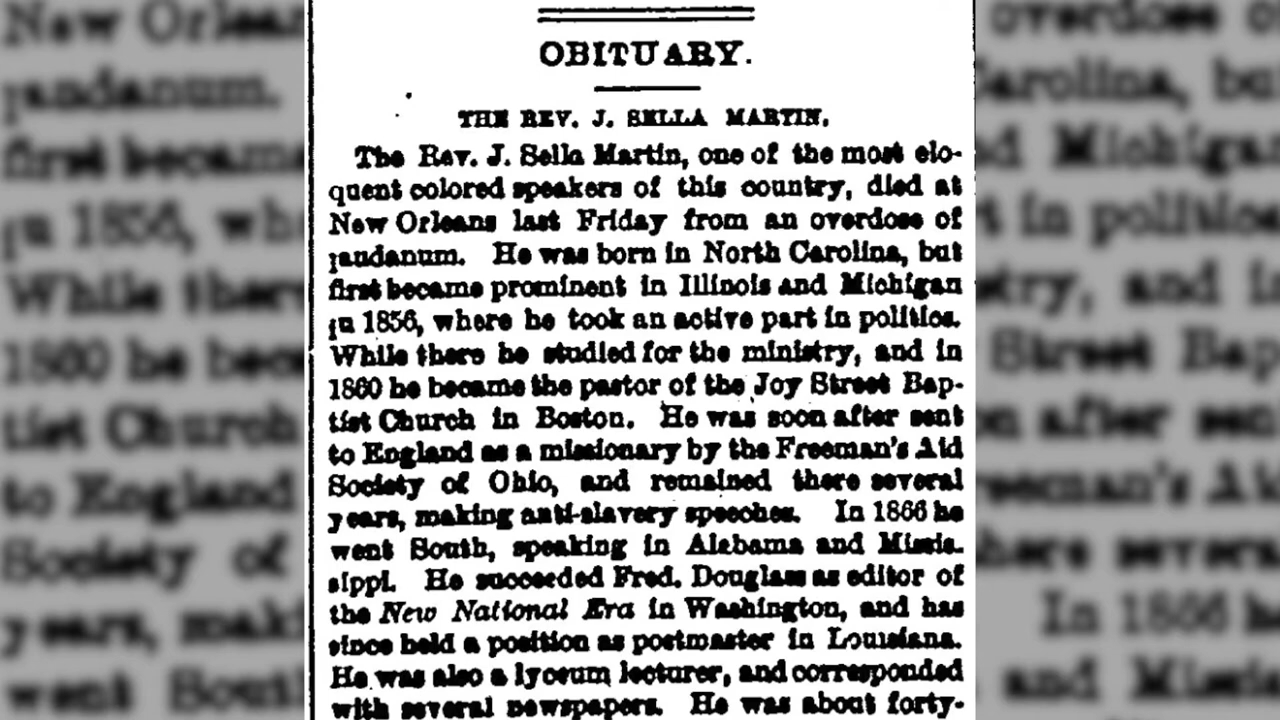 OBITUARY.
THE REV. J. SELLA MARTIN.
The Rev. J. Sella Martin, one of the most elo-
quent colored speakers of this country, died at
New Orleans last Friday from an overdose of
laudanum. He was born in North Carolina, but
first became prominent in Illinois and Michigan
in 1856, where he took an active part in politics.
While there he studied for the ministry, and in
1860 he became the pastor of the Joy Street Bap-
tist Church in Boston. He was soon after sent
to England as a missionary by the Freeman's Aid
Society of Ohio, and remained there several
years, making anti-slavery speeches. In 1866 he
went South, speaking in Alabama and Missis-
sippi. He succeeded Fred. Douglass as editor of
the New National Era in Washington, and has
since held a position as postmaster in Louisiana.
He was also a lyceum lecturer, and corresponded
with several newspapers. He was about forty-